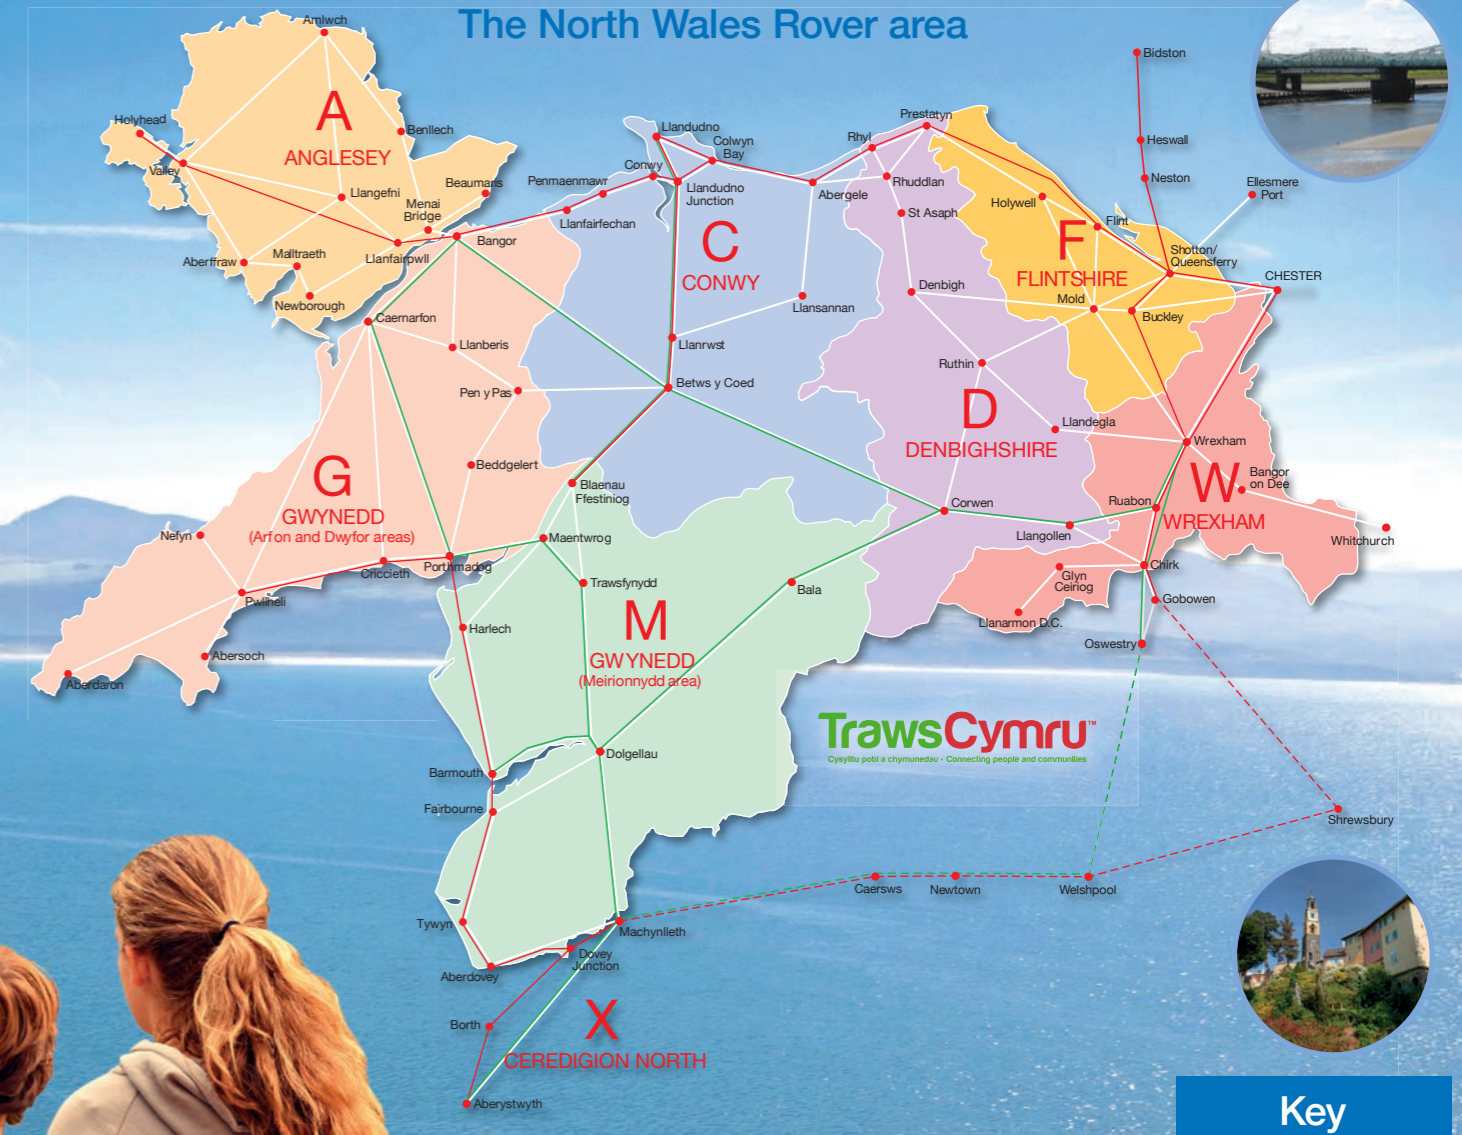 The North Wales Rover area
Amlwch
Bidston
Holyhead
A
Benllech
ANGLESEY
Valley
Llangefni
Beaumaris
Menai
Bridge
Aberffraw
Malltraeth
Llanfairpwll
Newborough
Bangor
Penmaenmawr
Llanfairfechan
Conwy
Llandudno
Colwyn
Bay
Llandudno
Junction
Abergele
Rhyl
Prestatyn
Rhuddlan
St Asaph
Holywell
Flint
Heswall
Neston
Ellesmere
Port
Shotton/
Queensferry
CHESTER
C
CONWY
F
FLINTSHIRE
Denbigh
Mold
Buckley
Llansannan
Caernarfon
Llanberis
Llanrwst
Pen y Pas
Betws y Coed
Ruthin
D
DENBIGHSHIRE
Llandegla
Wrexham
W
WREXHAM
Bangor
on Dee
Whitchurch
Beddgelert
Blaenau
Ffestiniog
G
GWYNEDD
(Arfon and Dwyfor areas)
Nefyn
Criccieth
Porthmadog
Maentwrog
Corwen
Llangollen
Ruabon
Chirk
Glyn
Ceiriog
Gobowen
Llanarmon D.C.
Oswestry
Pwllheli
Trawsfynydd
Bala
Harlech
M
GWYNEDD
(Meirionnydd area)
Abersoch
Aberdaron
TrawsCymru™
Cysylltu pobl a chymunedau - Connecting people and communities
Dolgellau
Barmouth
Fairbourne
Shrewsbury
Caersws
Newtown
Welshpool
Tywyn
Machynlleth
Dovey
Junction
Aberdovey
X
CEREDIGION NORTH
Borth
Aberystwyth
Key